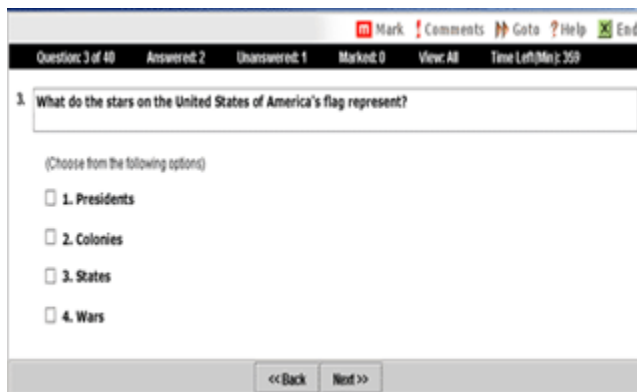 m Mark ! Comments Goto ? Help X End
Question: 3 of 40 Answered: 2 Unanswered: 1 Marked: 0 View: All Time Left(Min): 359
3. What do the stars on the United States of America's flag represent?
(Choose from the following options)
1. Presidents
2. Colonies
3. States
4. Wars
<< Back Next >>